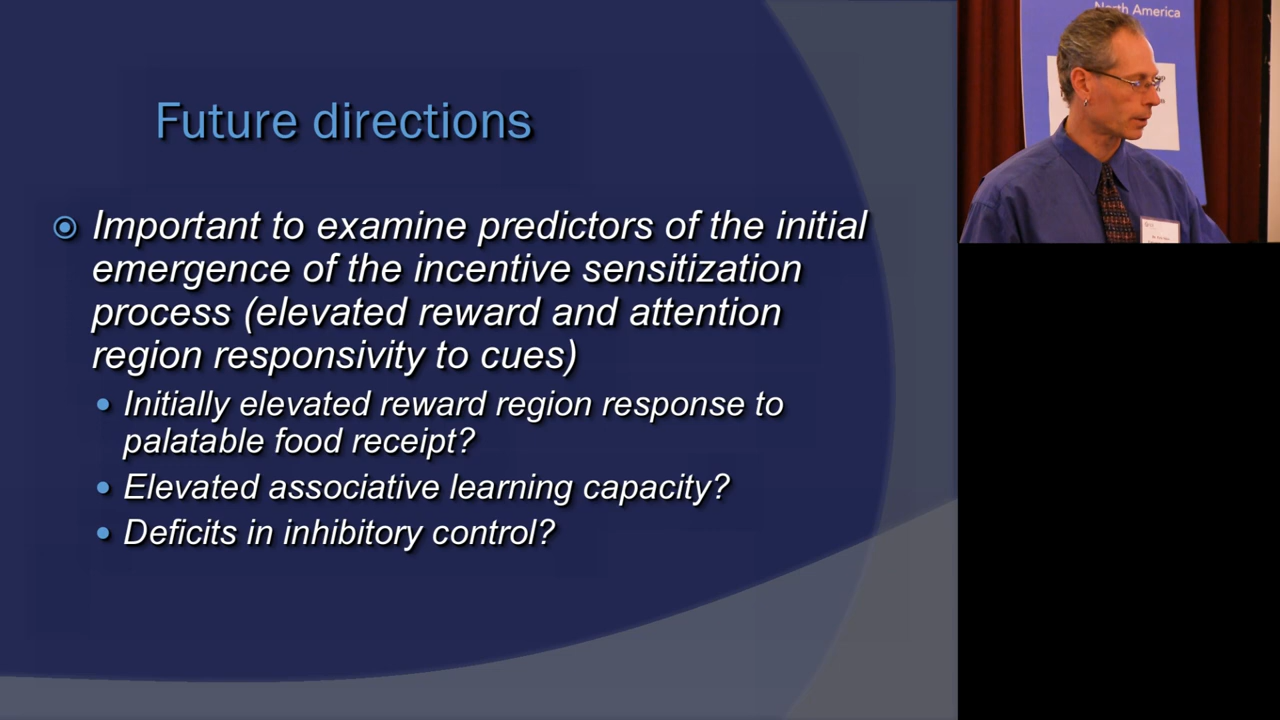 North America
Future directions
Important to examine predictors of the initial
emergence of the incentive sensitization
process (elevated reward and attention
region responsivity to cues)
Initially elevated reward region response to
palatable food receipt?
Elevated associative learning capacity?
Deficits in inhibitory control?